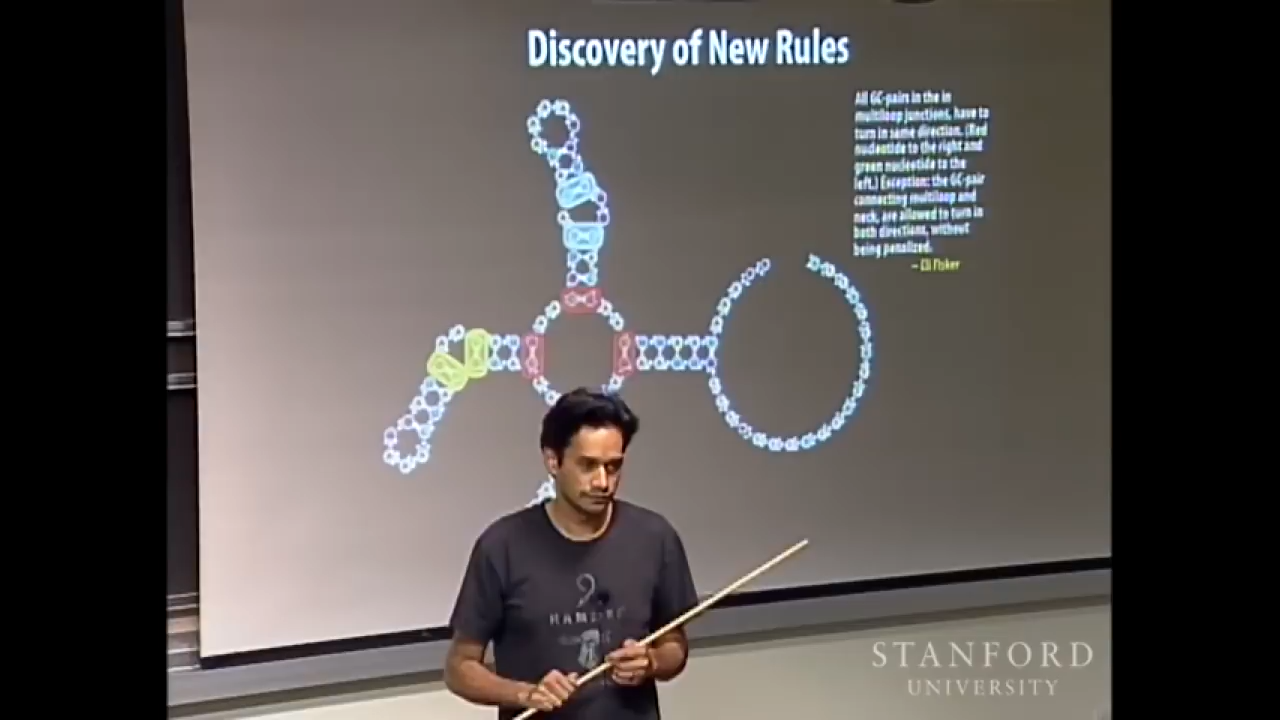 Discovery of New Rules
All GC-pairs in the in
multiloop junctions, have to
turn in same direction. (Red
nucleotide to the right and
green nucleotide to the
left.) Exception: the GC-pair
connecting multiloop and
neck, are allowed to turn in
both directions, without
being penalized.
– Eli Fisker
STANFORD
UNIVERSITY